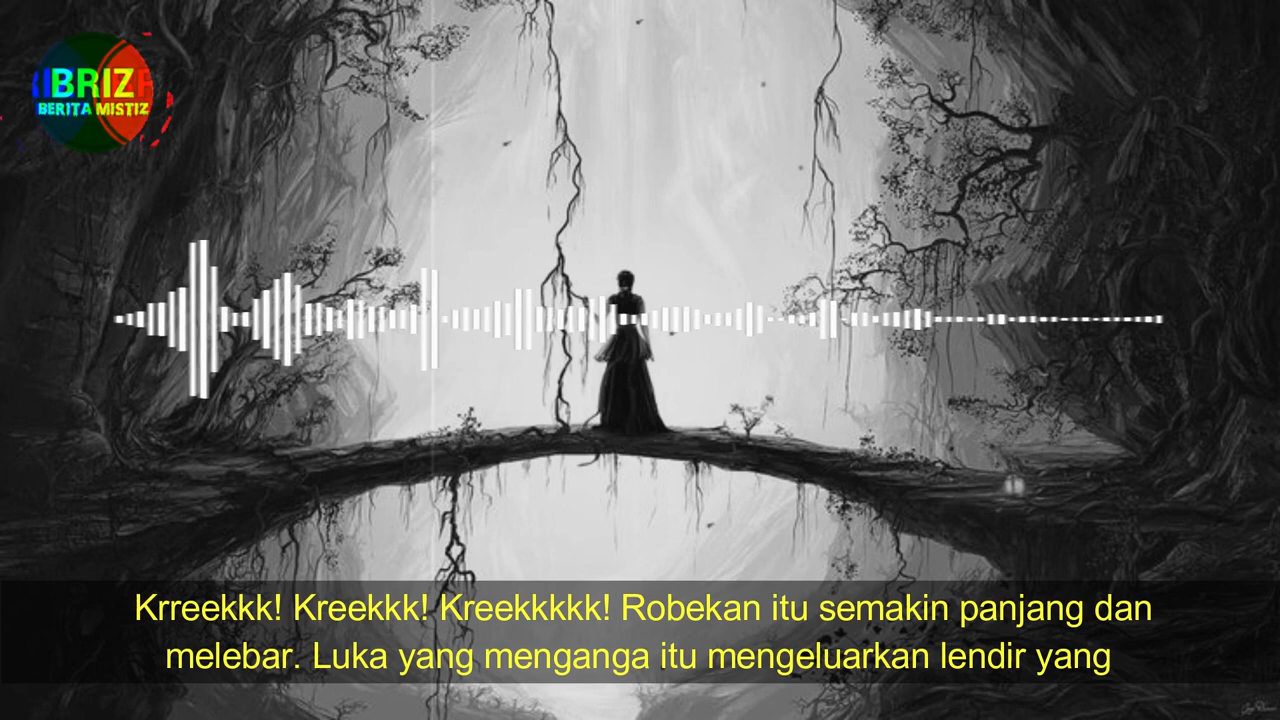 BRIZ
BERITA MISTIZ
Krreekkk! Kreekkk! Kreekkkkk! Robekan itu semakin panjang dan
melebar. Luka yang menganga itu mengeluarkan lendir yang